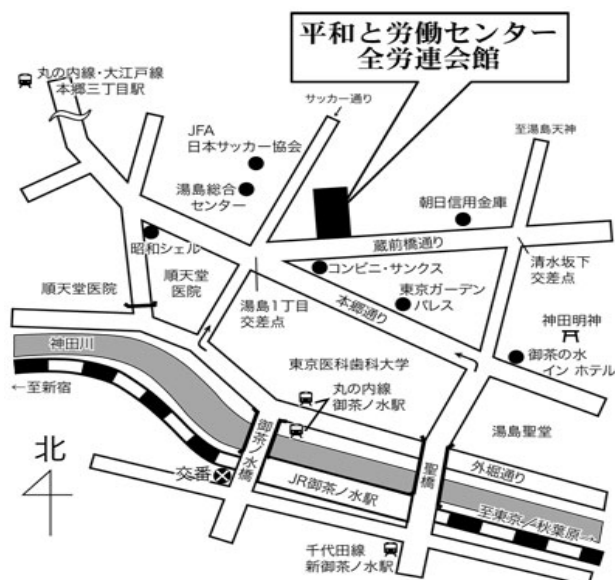 平和と労働センター
全労連会館
丸の内線・大江戸線
本郷三丁目駅
サッカー通り
JFA
日本サッカー協会
至湯島天神
湯島総合
センター
朝日信用金庫
昭和シェル
蔵前橋通り
清水坂下
交差点
順天堂
医院
コンビニ・サンクス
順天堂医院
湯島1丁目
交差点
本郷通り
東京ガーデン
パレス
神田明神
神田川
東京医科歯科大学
御茶の水
イン ホテル
←至新宿
丸の内線
御茶ノ水駅
湯島聖堂
北
御茶ノ水橋
聖橋
外堀通り
交番
JR御茶ノ水駅
至東京/秋葉原→
千代田線
新御茶ノ水駅